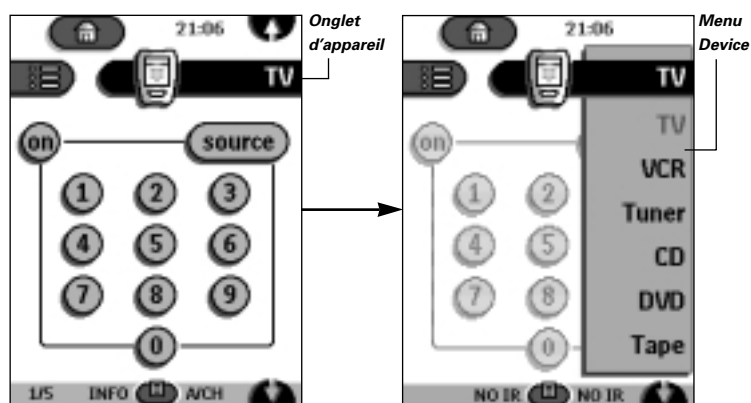 21:06
Onglet
d'appareil
TV
on
source
1 2 3
4 5 6
7 8 9
0
1/5 INFO A/CH
21:06
Menu
Device
TV
on
TV
VCR
1 2
Tuner
4 5
CD
7 8
DVD
0
Tape
NO IR NO IR